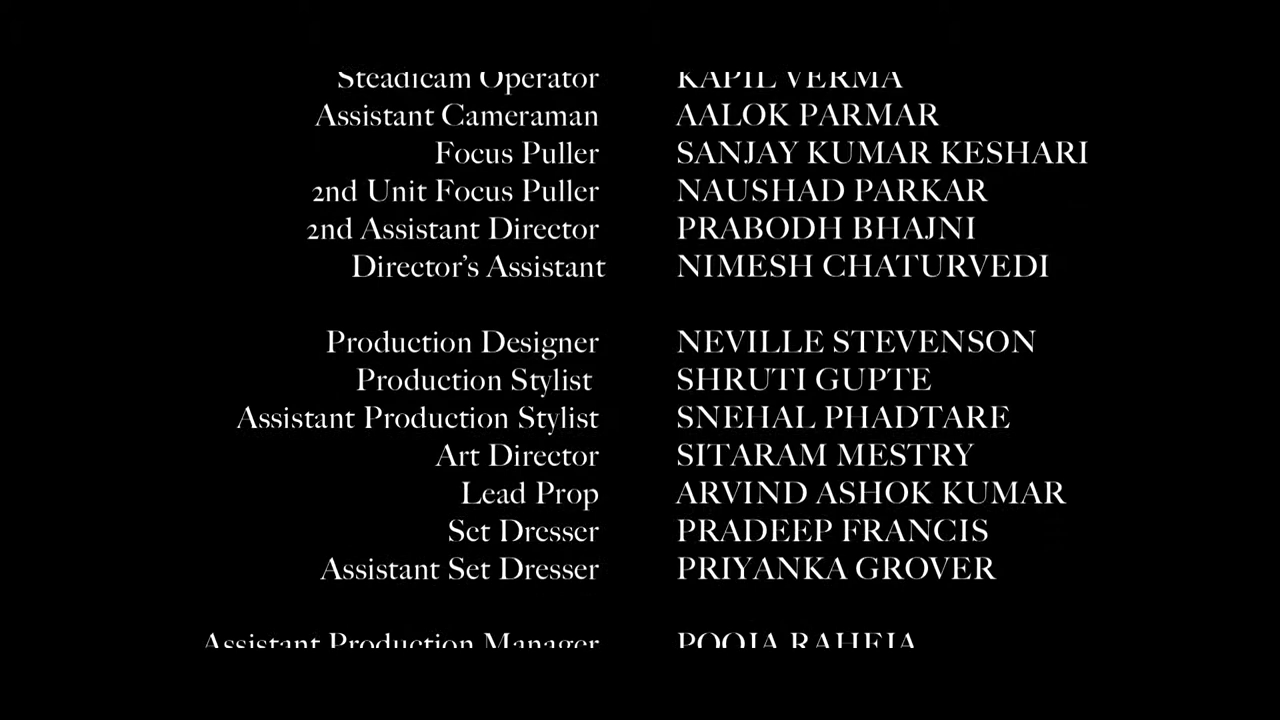 Steadicam Operator KAPIL VERMA
Assistant Cameraman AALOK PARMAR
Focus Puller SANJAY KUMAR KESHARI
2nd Unit Focus Puller NAUSHAD PARKAR
2nd Assistant Director PRABODH BHAJNI
Director's Assistant NIMESH CHATURVEDI
Production Designer NEVILLE STEVENSON
Production Stylist SHRUTI GUPTE
Assistant Production Stylist SNEHAL PHADTARE
Art Director SITARAM MESTRY
Lead Prop ARVIND ASHOK KUMAR
Set Dresser PRADEEP FRANCIS
Assistant Set Dresser PRIYANKA GROVER
Assistant Production Manager POOJA RAHEJA